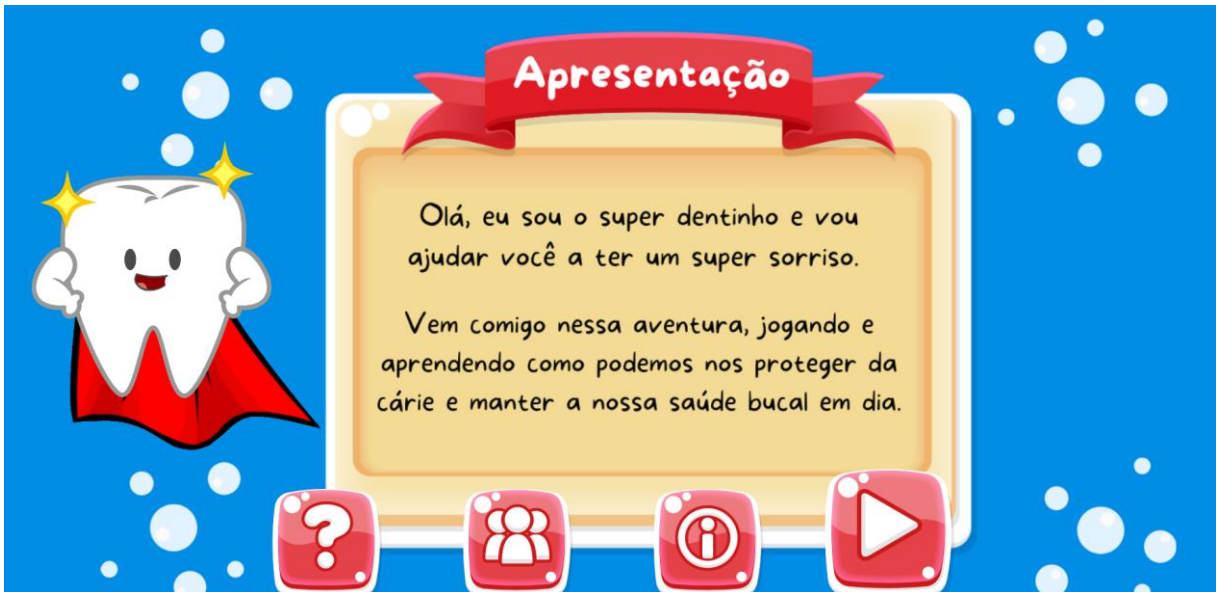 Apresentação
Olá, eu sou o super dentinho e vou
ajudar você a ter um super sorriso.
Vem comigo nessa aventura, jogando e
aprendendo como podemos nos proteger da
cárie e manter a nossa saúde bucal em dia.
?